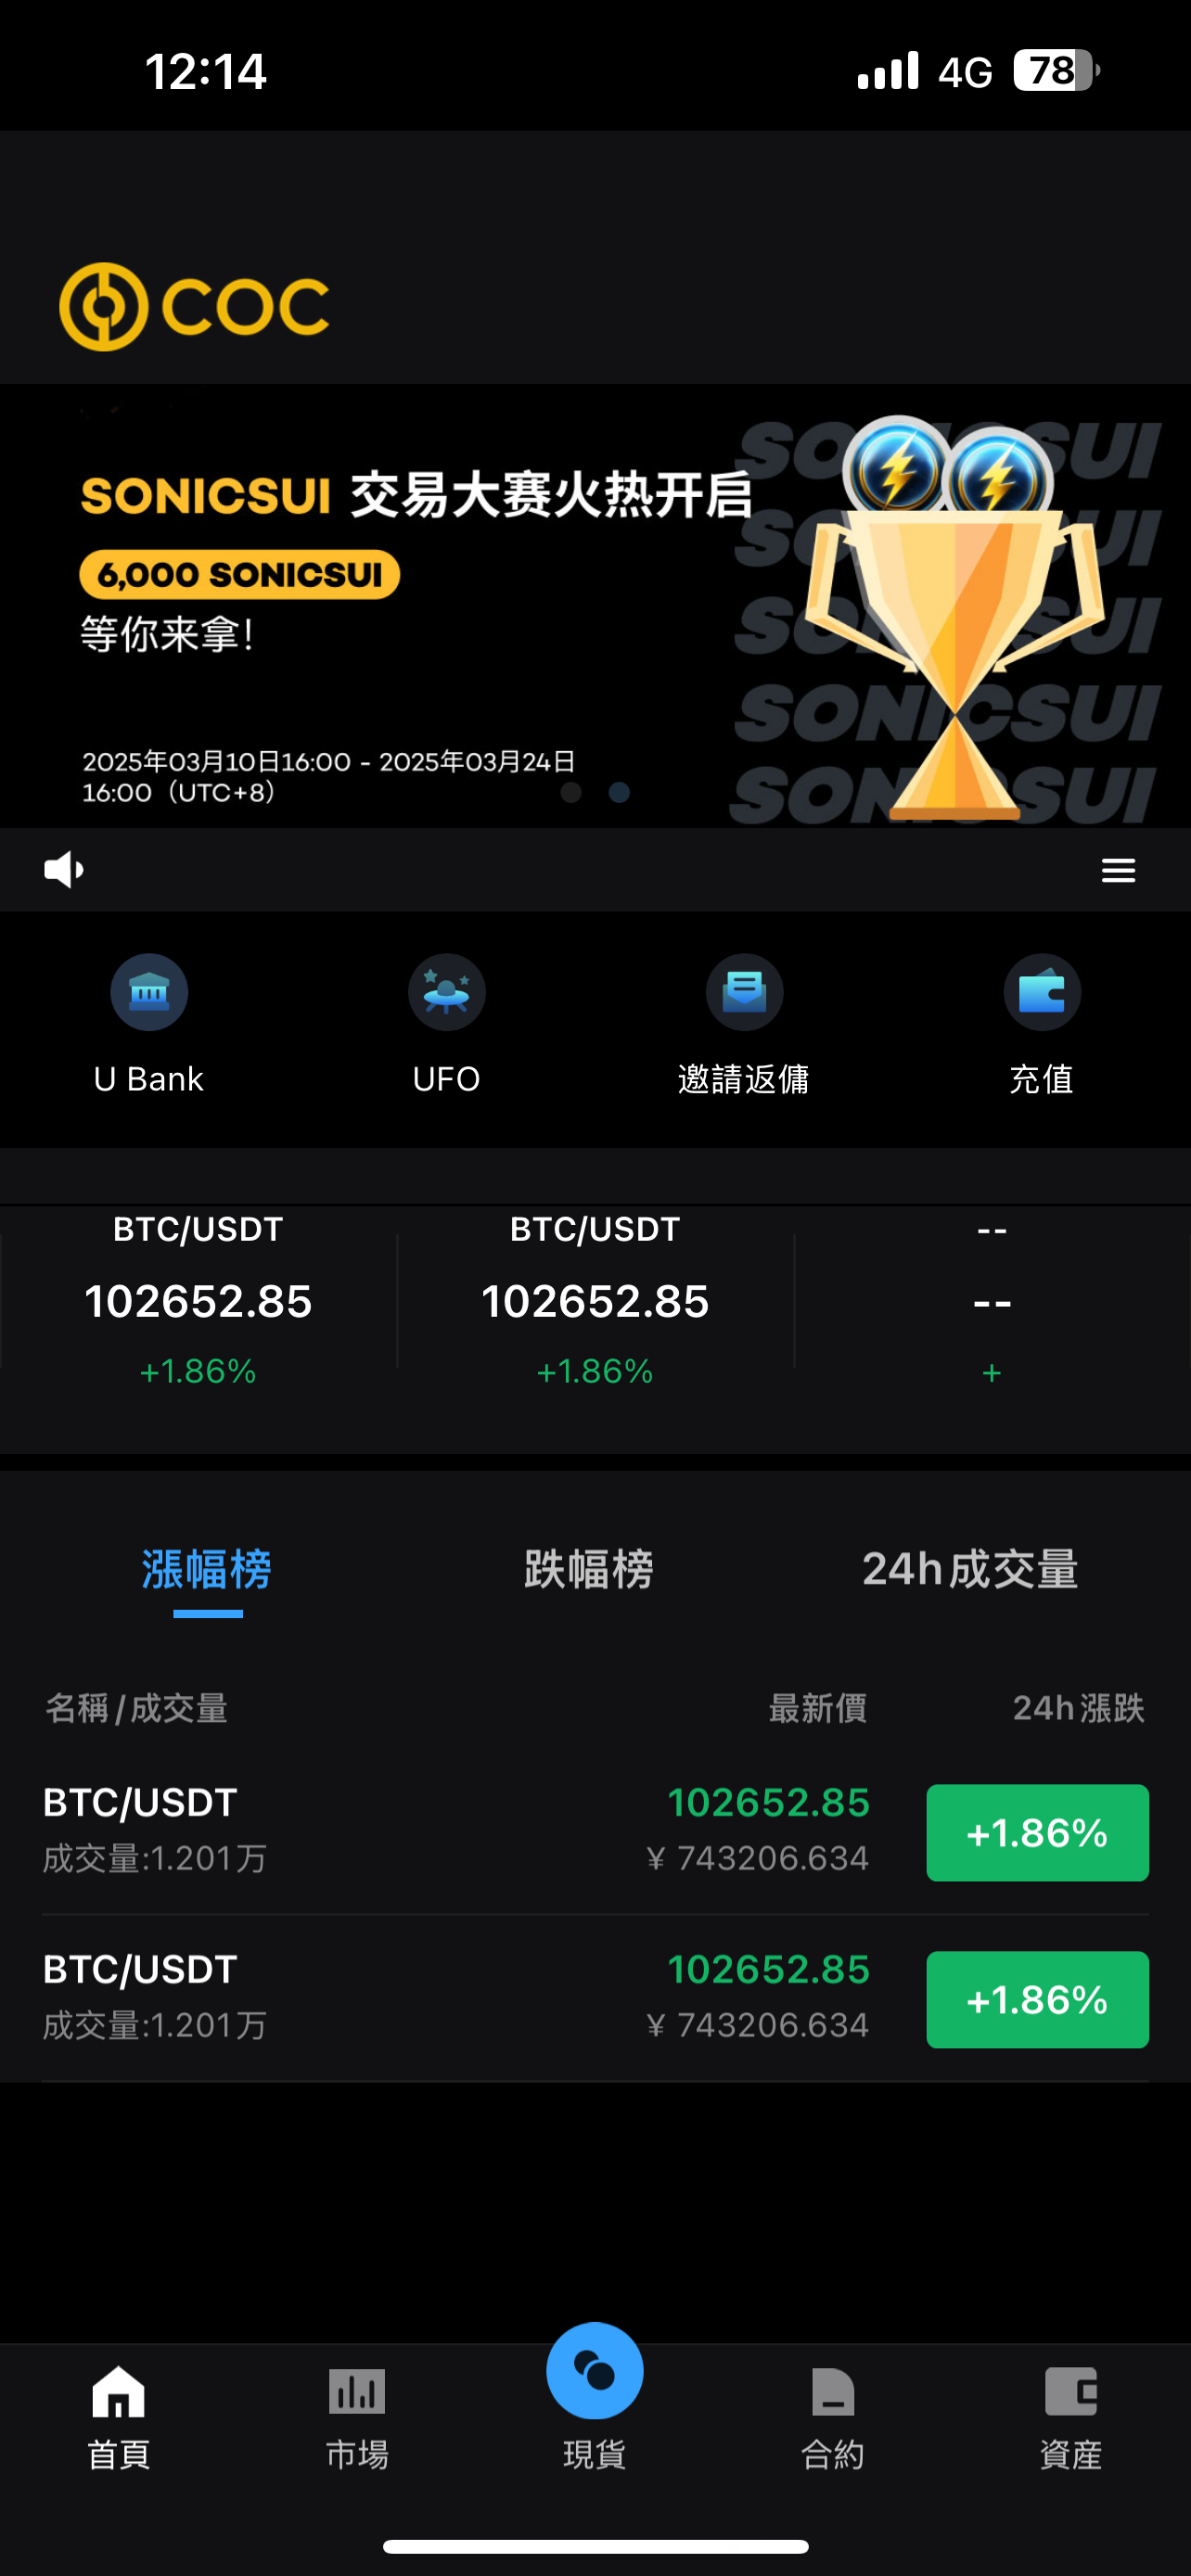 12:14
4G 78
COC
SONICSUI 交易大赛火热开启
6,000 SONICSUI
等你来拿!
2025年03月10日16:00 - 2025年03月24日
16:00（UTC+8）
SONICSUI
SONICSUI
SONICSUI
SONICSUI
SONICSUI
U Bank
UFO
邀請返傭
充值
BTC/USDT
BTC/USDT
--
102652.85
102652.85
--
+1.86%
+1.86%
+
漲幅榜
跌幅榜
24h成交量
名稱/成交量
最新價
24h漲跌
BTC/USDT
102652.85
+1.86%
成交量:1.201万
¥ 743206.634
BTC/USDT
102652.85
+1.86%
成交量:1.201万
¥ 743206.634
首頁
市場
現貨
合約
資産